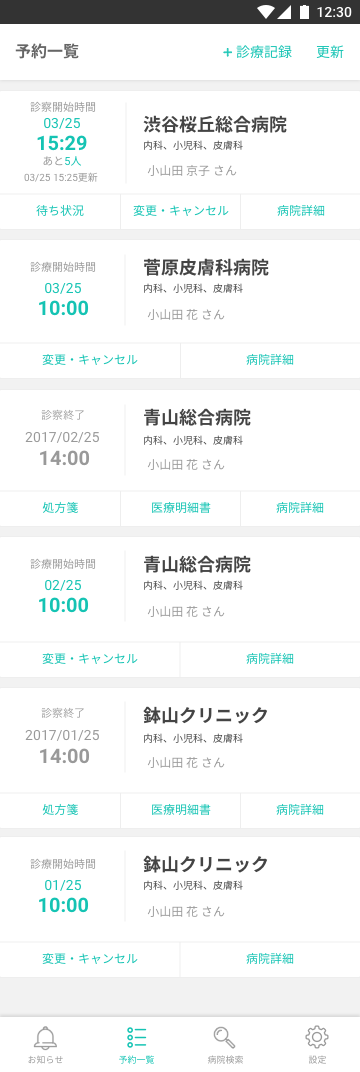 12:30
予約一覧
+ 診療記録
更新
診察開始時間
03/25
15:29
あと5人
03/25 15:25更新
渋谷桜丘総合病院
内科、小児科、皮膚科
小山田 京子 さん
待ち状況
変更・キャンセル
病院詳細
診療開始時間
03/25
10:00
菅原皮膚科病院
内科、小児科、皮膚科
小山田 花 さん
変更・キャンセル
病院詳細
診察終了
2017/02/25
14:00
青山総合病院
内科、小児科、皮膚科
小山田 花 さん
処方箋
医療明細書
病院詳細
診療開始時間
02/25
10:00
青山総合病院
内科、小児科、皮膚科
小山田 花 さん
変更・キャンセル
病院詳細
診察終了
2017/01/25
14:00
鉢山クリニック
内科、小児科、皮膚科
小山田 花 さん
処方箋
医療明細書
病院詳細
診療開始時間
01/25
10:00
鉢山クリニック
内科、小児科、皮膚科
小山田 花 さん
変更・キャンセル
病院詳細
お知らせ
予約一覧
病院検索
設定